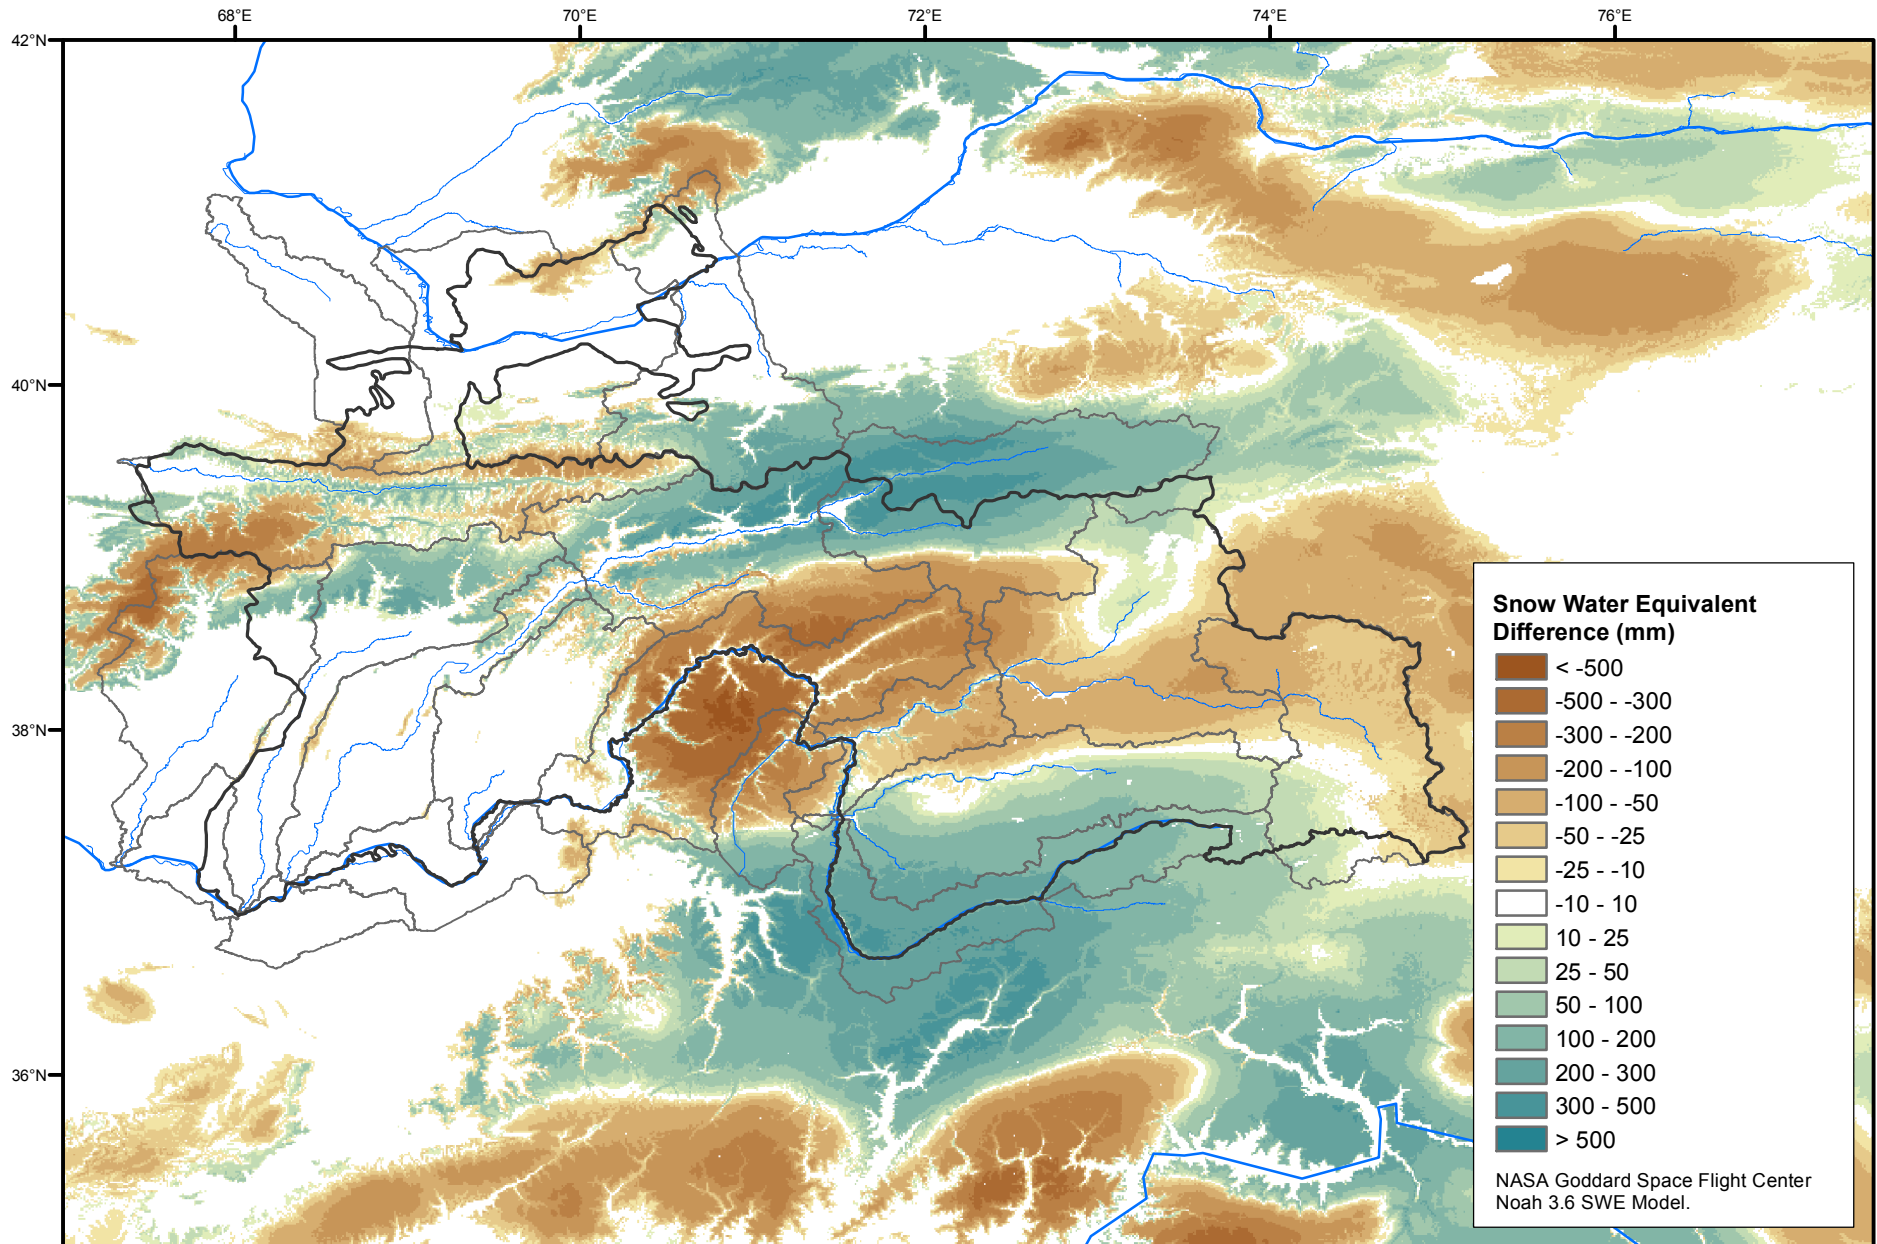 68°E
70°E
72°E
74°E
76°E
42°N
40°N
38°N
36°N
Snow Water Equivalent
Difference (mm)
< -500
-500 - -300
-300 - -200
-200 - -100
-100 - -50
-50 - -25
-25 - -10
-10 - 10
10 - 25
25 - 50
50 - 100
100 - 200
200 - 300
300 - 500
> 500
NASA Goddard Space Flight Center
Noah 3.6 SWE Model.